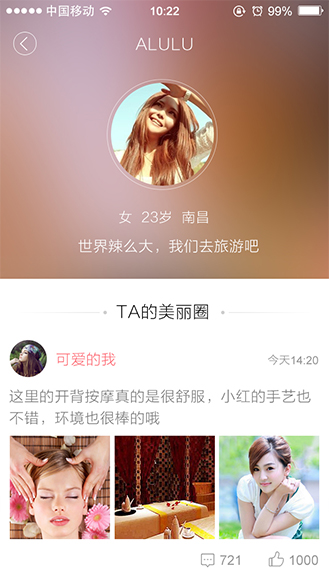 中国移动 10:22 99%
ALULU
女 23岁 南昌
世界辣么大，我们去旅游吧
TA的美丽圈
可爱的我 今天14:20
这里的开背按摩真的是很舒服，小红的手艺也
不错，环境也很棒的哦
721 1000